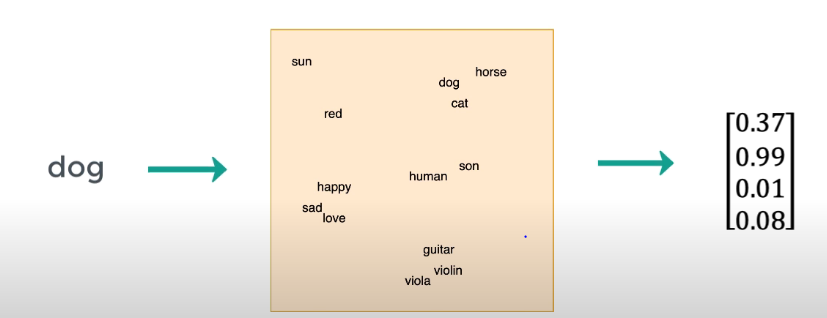 dog
sun
horse
dog
cat
red
son
human
happy
sad
love
guitar
violin
viola
0.37
0.99
0.01
0.08